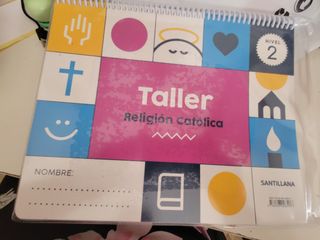 NIVEL
2
Taller
Religión Católica
NOMBRE:
SANTILLANA